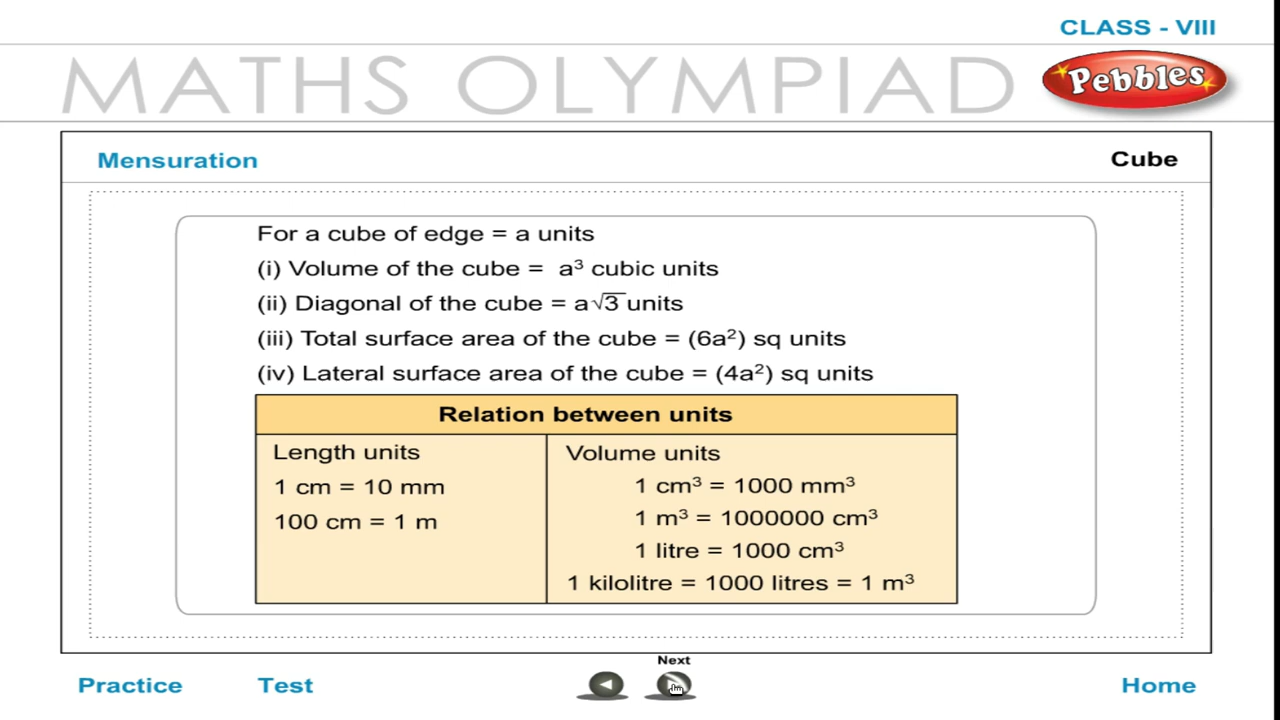 CLASS - VIII
MATHS OLYMPIAD
Pebbles
Mensuration
Cube
For a cube of edge = a units
(i) Volume of the cube = a³ cubic units
(ii) Diagonal of the cube = a√3 units
(iii) Total surface area of the cube = (6a²) sq units
(iv) Lateral surface area of the cube = (4a²) sq units
Relation between units
Length units
1 cm = 10 mm
100 cm = 1 m
Volume units
1 cm³ = 1000 mm³
1 m³ = 1000000 cm³
1 litre = 1000 cm³
1 kilolitre = 1000 litres = 1 m³
Next
Practice
Test
Home